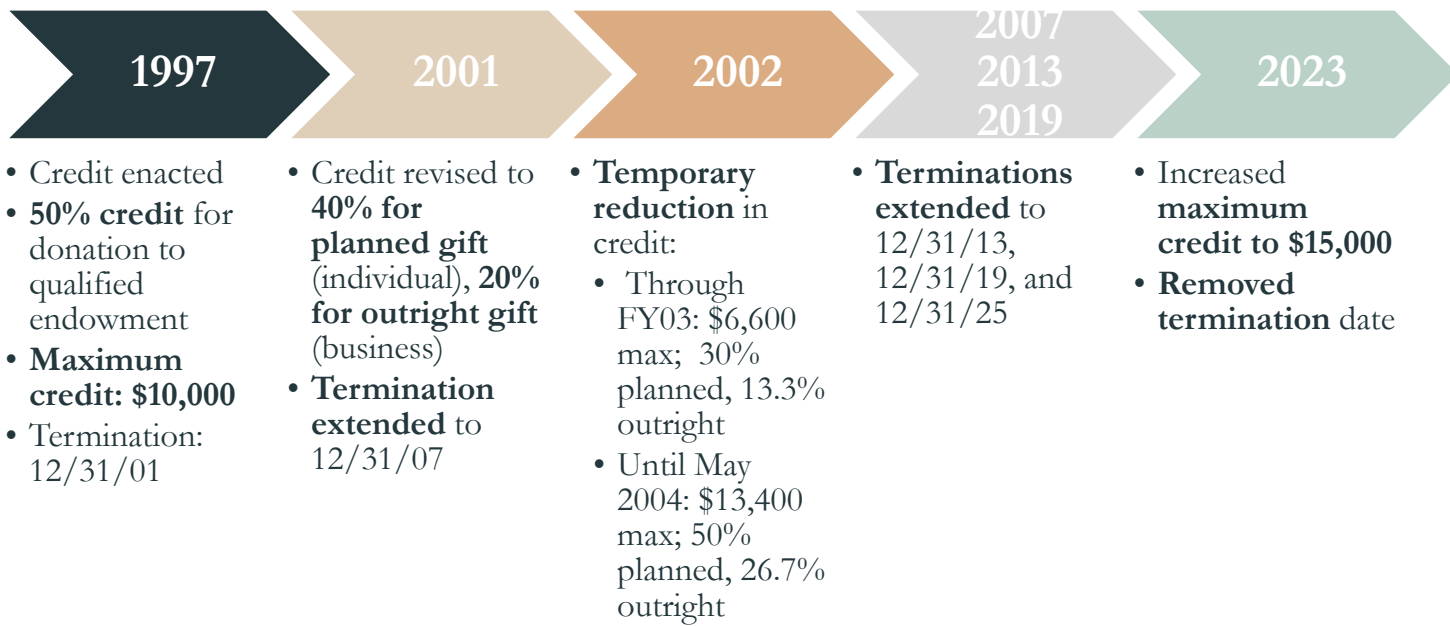 1997
• Credit enacted
• 50% credit for
donation to
qualified
endowment
• Maximum
credit: $10,000
• Termination:
12/31/01
2001
• Credit revised to
40% for
planned gift
(individual), 20%
for outright gift
(business)
• Termination
extended to
12/31/07
2002
• Temporary
reduction in
credit:
• Through
FY03: $6,600
max; 30%
planned, 13.3%
outright
• Until May
2004: $13,400
max; 50%
planned, 26.7%
outright
2007
2013
2019
• Terminations
extended to
12/31/13,
12/31/19, and
12/31/25
2023
• Increased
maximum
credit to $15,000
• Removed
termination date